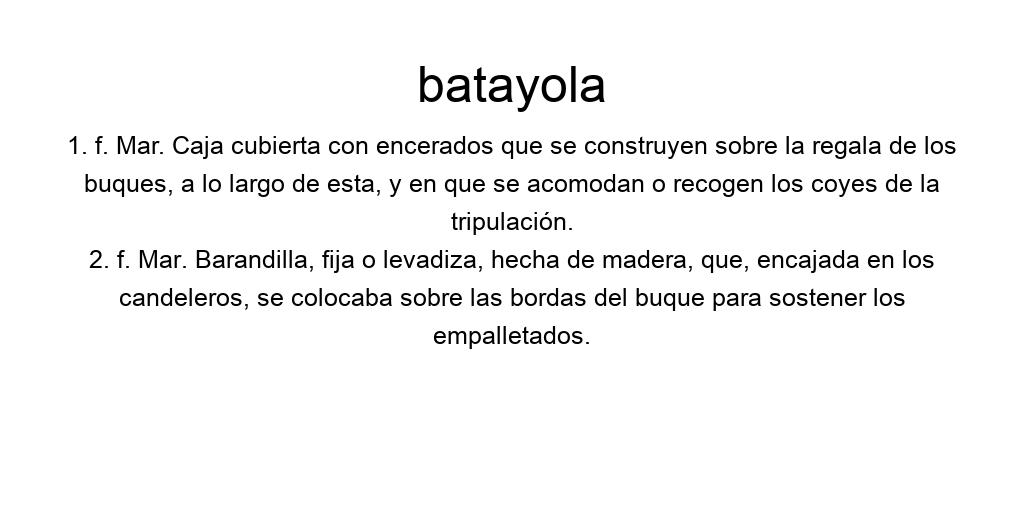 batayola
1. f. Mar. Caja cubierta con encerados que se construyen sobre la regala de los
buques, a lo largo de esta, y en que se acomodan o recogen los coyes de la
tripulación.
2. f. Mar. Barandilla, fija o levadiza, hecha de madera, que, encajada en los
candeleros, se colocaba sobre las bordas del buque para sostener los
empalletados.